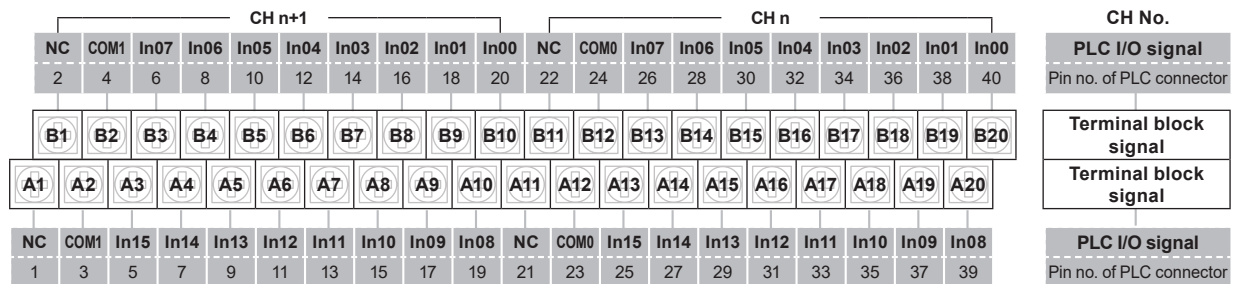 CH n+1 CH n CH No.
NC COM1 In07 In06 In05 In04 In03 In02 In01 In00 NC COM0 In07 In06 In05 In04 In03 In02 In01 In00 PLC I/O signal
2 4 6 8 10 12 14 16 18 20 22 24 26 28 30 32 34 36 38 40 Pin no. of PLC connector
B1 B2 B3 B4 B5 B6 B7 B8 B9 B10 B11 B12 B13 B14 B15 B16 B17 B18 B19 B20 Terminal block
signal
A1 A2 A3 A4 A5 A6 A7 A8 A9 A10 A11 A12 A13 A14 A15 A16 A17 A18 A19 A20 Terminal block
signal
NC COM1 In15 In14 In13 In12 In11 In10 In09 In08 NC COM0 In15 In14 In13 In12 In11 In10 In09 In08 PLC I/O signal
1 3 5 7 9 11 13 15 17 19 21 23 25 27 29 31 33 35 37 39 Pin no. of PLC connector